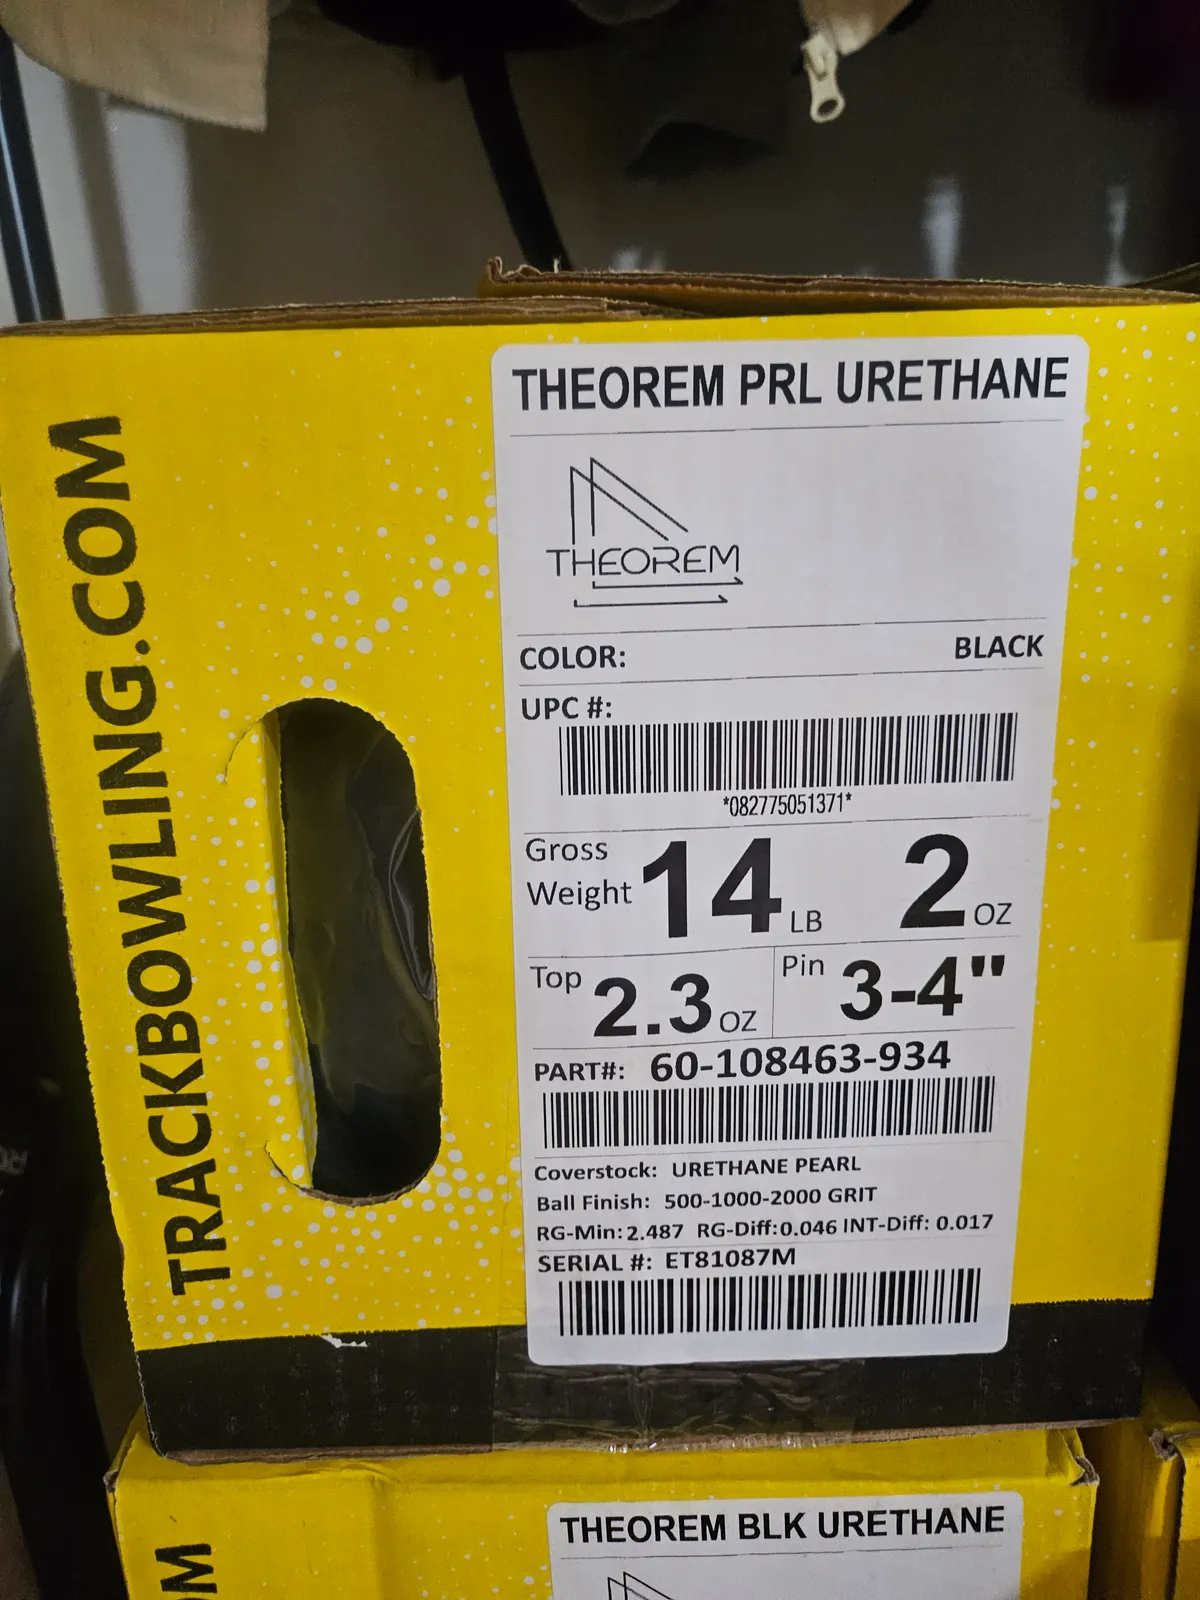 TRACKBOWLING.COM
THEOREM PRL URETHANE
THEOREM
COLOR: BLACK
UPC #:
*082775051371*
Gross Weight 14 LB 2 OZ
Top 2.3 OZ Pin 3-4"
PART#: 60-108463-934
Coverstock: URETHANE PEARL
Ball Finish: 500-1000-2000 GRIT
RG-Min: 2.487 RG-Diff:0.046 INT-Diff: 0.017
SERIAL #: ET81087M
THEOREM BLK URETHANE
OM